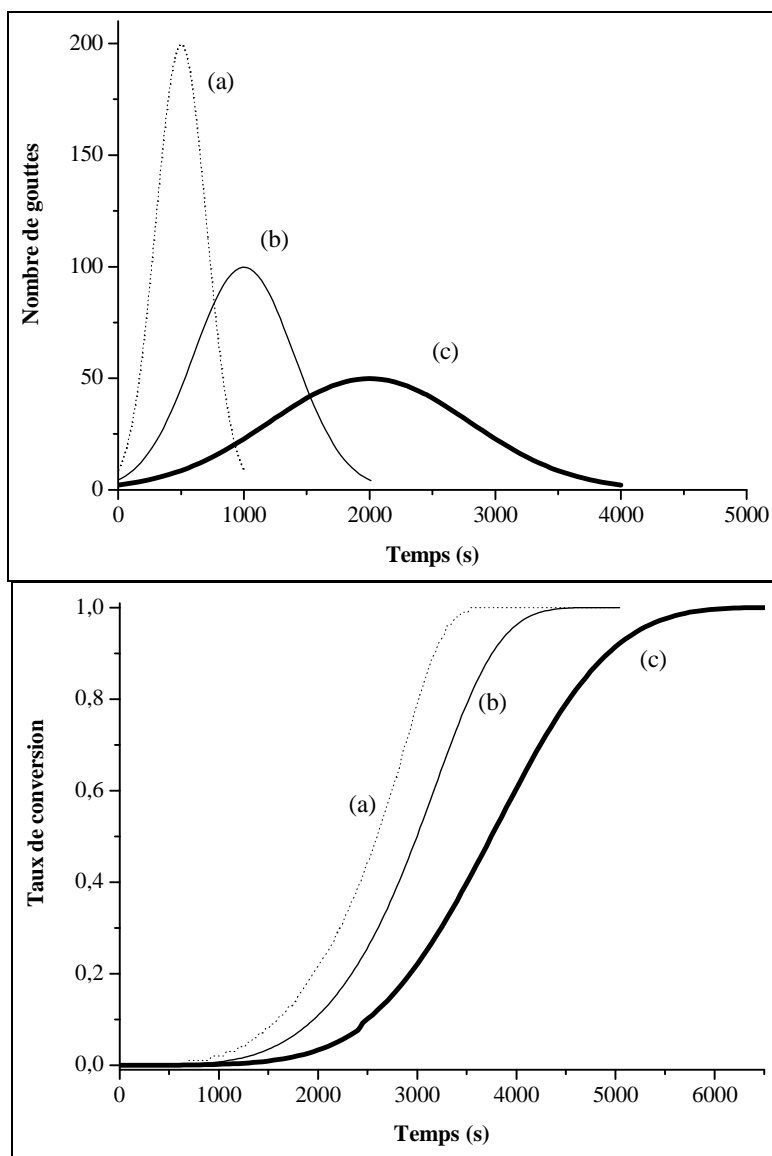 200
(a)
150
(b)
100
(c)
50
0
0 1000 2000 3000 4000 5000
Nombre de gouttes
Temps (s)
1,0
(c)
(b)
0,8
0,6
(a)
0,4
0,2
0,0
0 1000 2000 3000 4000 5000 6000
Taux de conversion
Temps (s)